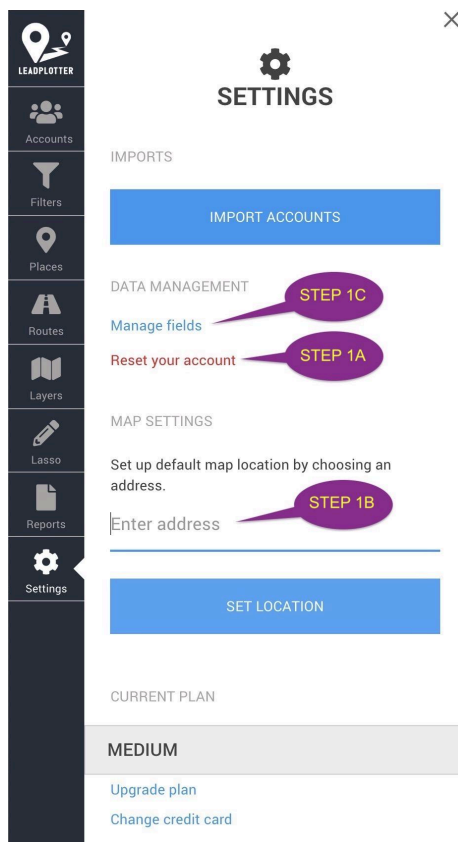 LEADPLOTTER
Accounts
Filters
Places
Routes
Layers
Lasso
Reports
Settings
SETTINGS
IMPORTS
IMPORT ACCOUNTS
DATA MANAGEMENT
STEP 1C
Manage fields
STEP 1A
Reset your account
MAP SETTINGS
Set up default map location by choosing an
address.
STEP 1B
Enter address
SET LOCATION
CURRENT PLAN
MEDIUM
Upgrade plan
Change credit card